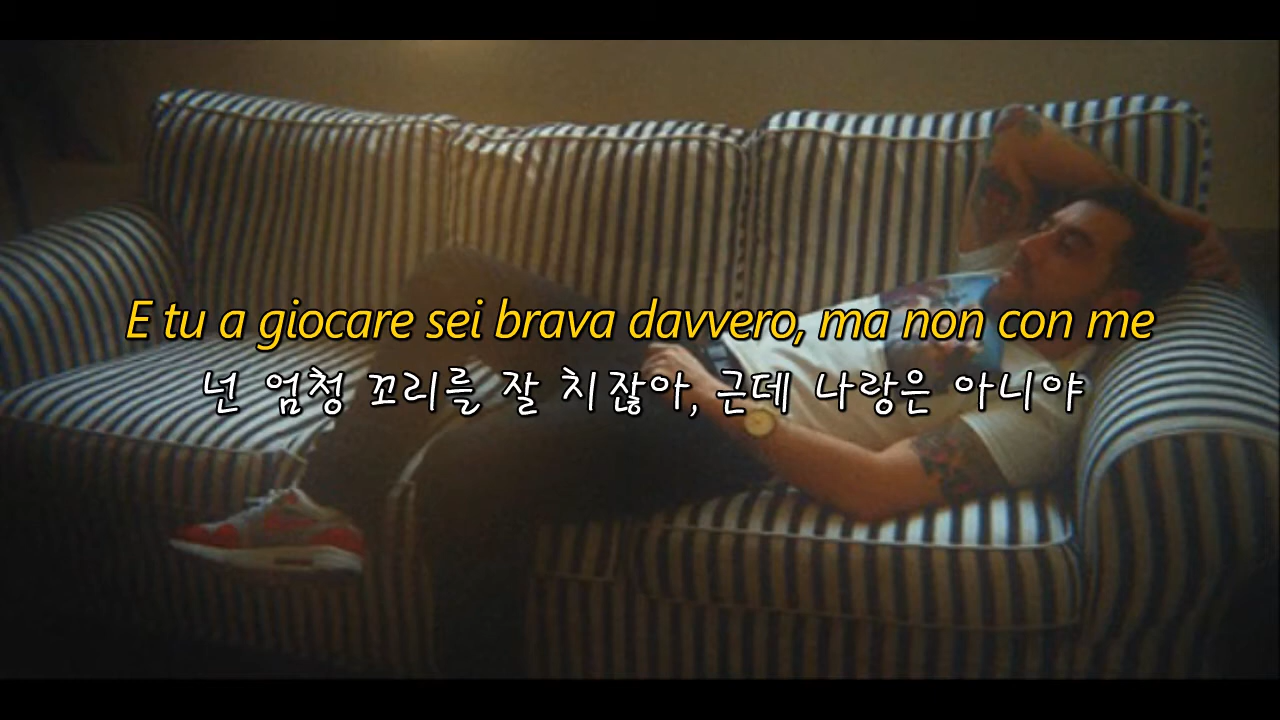 E tu a giocare sei brava davvero, ma non con me
넌 엄청 꼬리를 잘 치잖아, 근데 나랑은 아니야